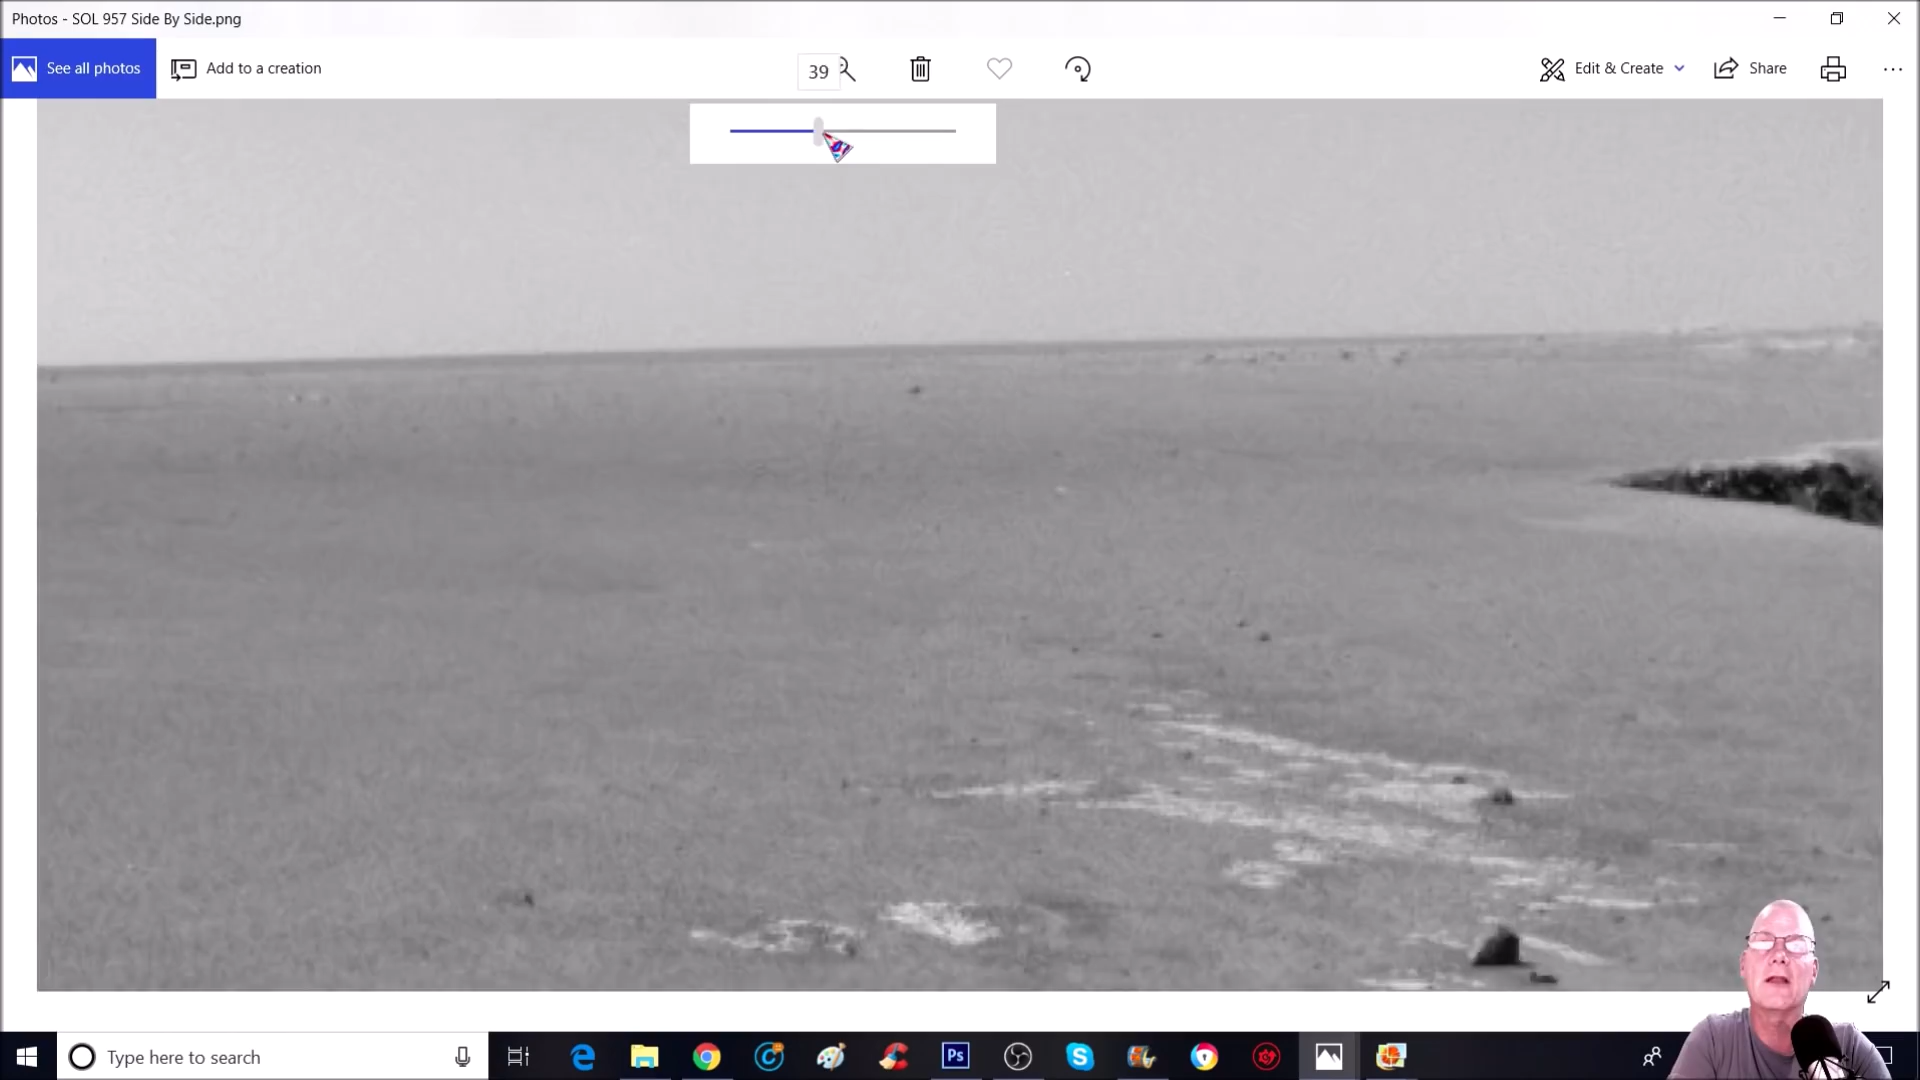 Photos - SOL 957 Side By Side.png
See all photos
Add to a creation
39
Edit & Create
Share
Type here to search
Ps